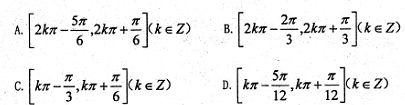 A. [2kπ - 5π/6, 2kπ + π/6](k ∈ Z) B. [2kπ - 2π/3, 2kπ + π/3](k ∈ Z)
C. [kπ - π/3, kπ + π/6](k ∈ Z) D. [kπ - 5π/12, kπ + π/12](k ∈ Z)